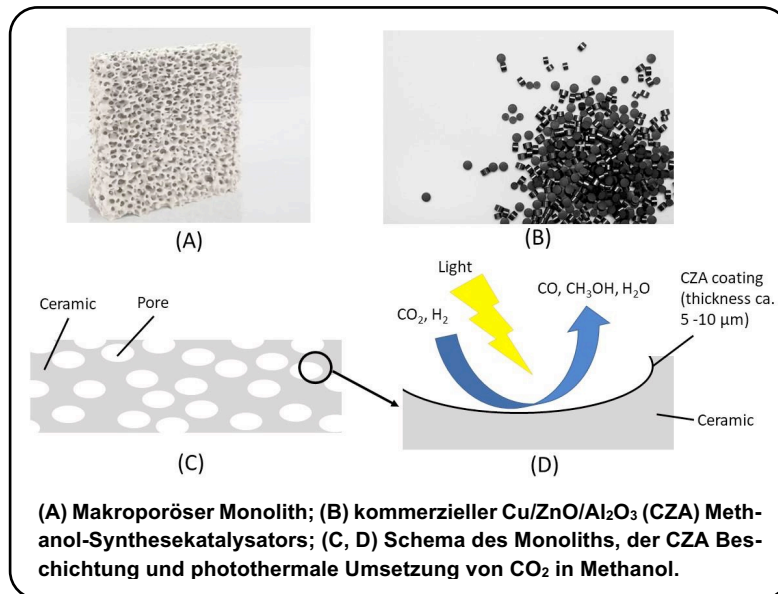 (A)
(B)
Ceramic
Pore
(C)
Light
CO₂, H₂
CO, CH₃OH, H₂O
CZA coating
(thickness ca.
5 -10 µm)
Ceramic
(D)
(A) Makroporöser Monolith; (B) kommerzieller Cu/ZnO/Al₂O₃ (CZA) Meth-
anol-Synthesekatalysators; (C, D) Schema des Monoliths, der CZA Bes-
chichtung und photothermale Umsetzung von CO₂ in Methanol.